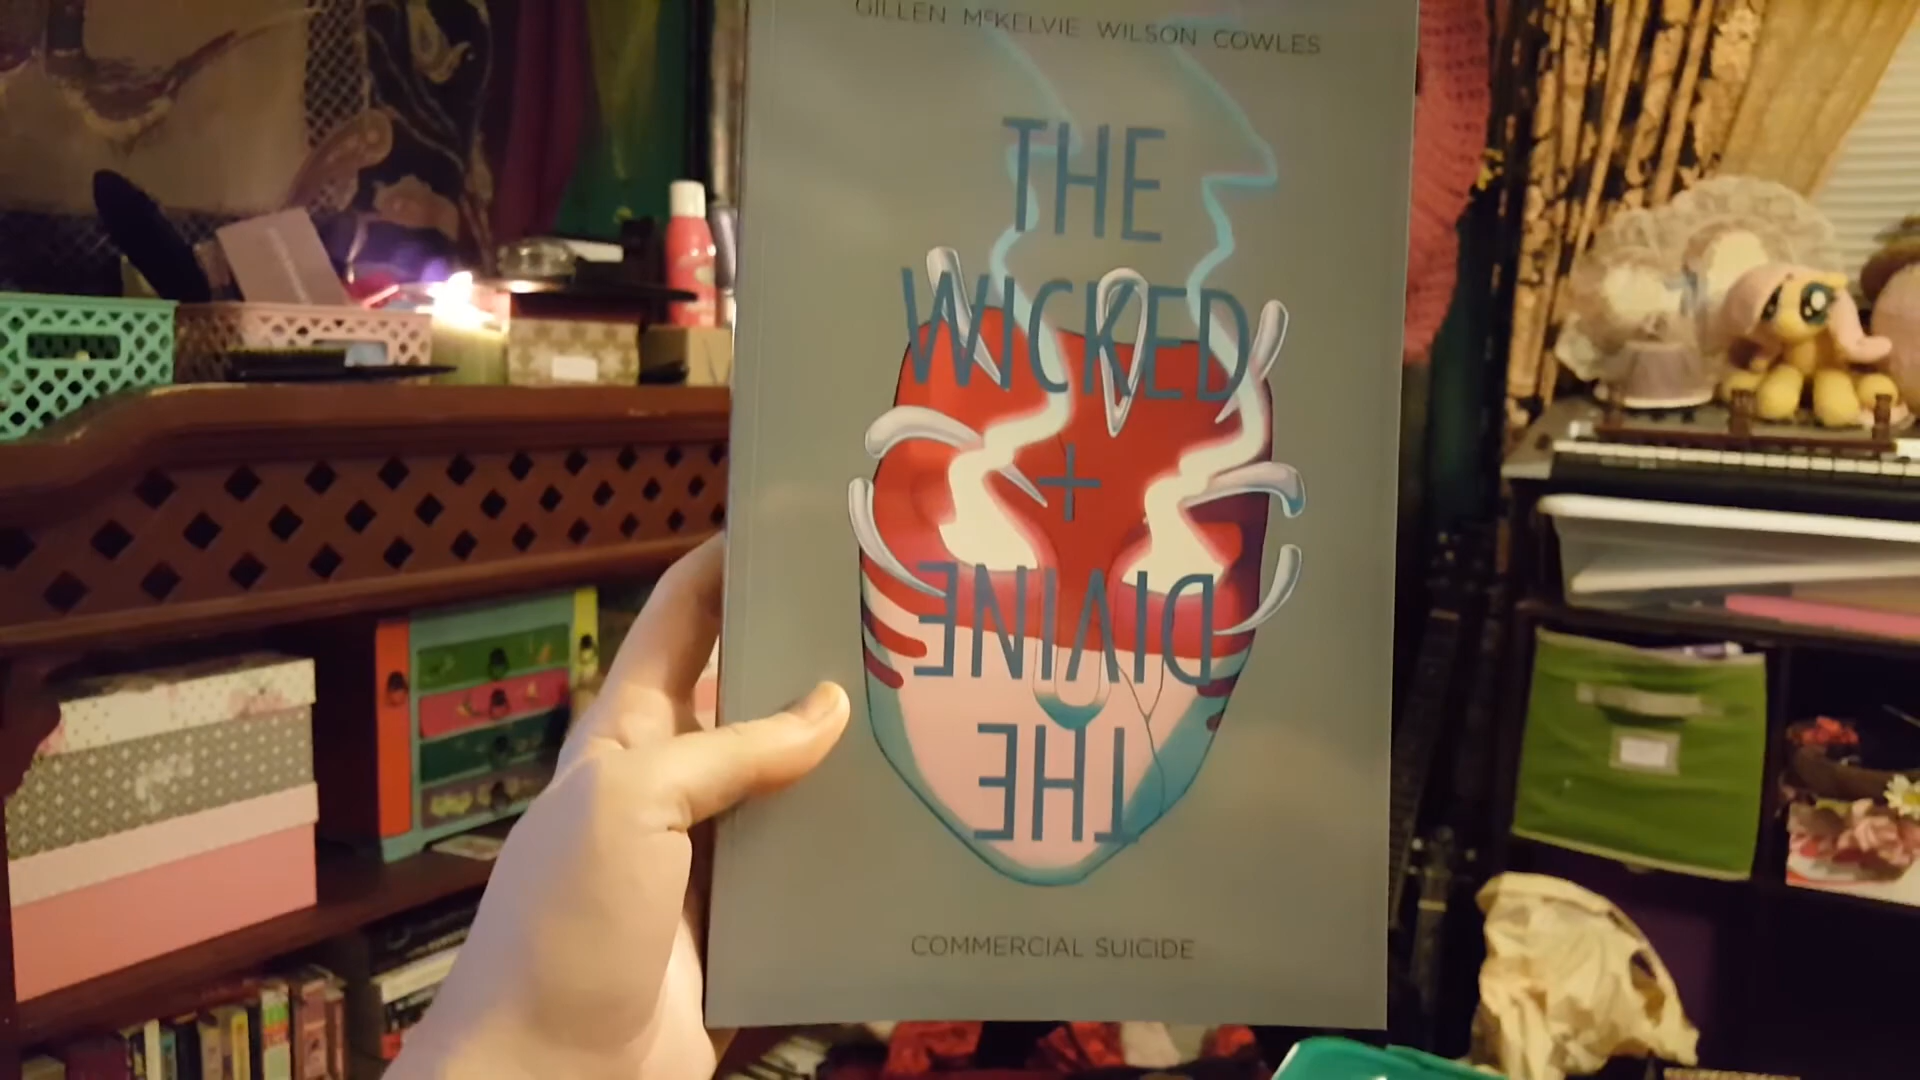 GILLEN McKELVIE WILSON COWLES
THE
WICKED
+
DIVINE
THE
COMMERCIAL SUICIDE